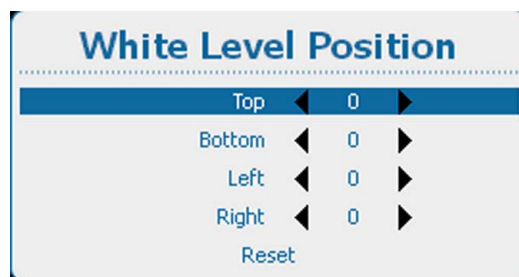 White Level Position
Top 0
Bottom 0
Left 0
Right 0
Reset